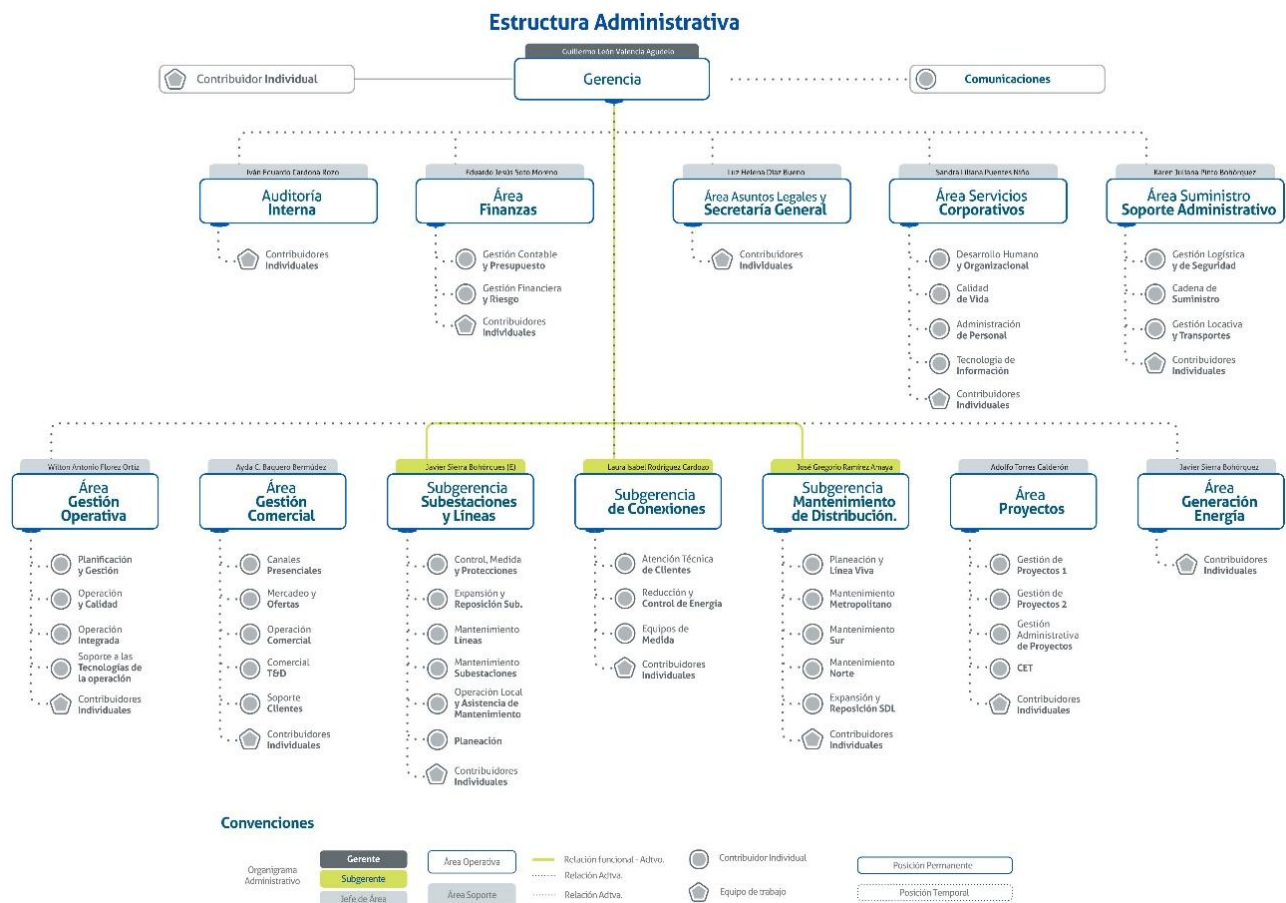 Estructura Administrativa
Guillermo León Valencia Agudelo
Gerencia
Contribuidor Individual
Comunicaciones
Iván Eduardo Cardona Rozo
Auditoría
Interna
Contribuidores
Individuales
Eduardo Jesús Soto Moreno
Área
Finanzas
Gestión Contable
y Presupuesto
Gestión Financiera
y Riesgo
Contribuidores
Individuales
Luz Helena Díaz Bueno
Área Asuntos Legales y
Secretaría General
Contribuidores
Individuales
Sandra Liliana Puentes Niño
Área Servicios
Corporativos
Desarrollo Humano
y Organizacional
Calidad
de Vida
Administración
de Personal
Tecnología de
Información
Contribuidores
Individuales
Karen Juliana Pinto Bohórquez
Área Suministro
Soporte Administrativo
Gestión Logística
y de Seguridad
Cadena de
Suministro
Gestión Locativa
y Transportes
Contribuidores
Individuales
Wilton Antonio Florez Ortiz
Área
Gestión
Operativa
Planificación
y Gestión
Operación
y Calidad
Operación
Integrada
Soporte a las
Tecnologías de
la operación
Contribuidores
Individuales
Ayda C. Baquero Bermúdez
Área
Gestión
Comercial
Canales
Presenciales
Mercadeo y
Ofertas
Operación
Comercial
Comercial
T&D
Soporte
Clientes
Contribuidores
Individuales
Javier Sierra Bohórques (E)
Subgerencia
Subestaciones
y Líneas
Control, Medida
y Protecciones
Expansión y
Reposición Sub.
Mantenimiento
Líneas
Mantenimiento
Subestaciones
Operación Local
y Asistencia de
Mantenimiento
Planeación
Contribuidores
Individuales
Laura Isabel Rodríguez Cardozo
Subgerencia
de Conexiones
Atención Técnica
de Clientes
Reducción y
Control de Energía
Equipos de
Medida
Contribuidores
Individuales
José Gregorio Ramírez Amaya
Subgerencia
Mantenimiento
de Distribución.
Planeación y
Línea Viva
Mantenimiento
Metropolitano
Mantenimiento
Sur
Mantenimiento
Norte
Expansión y
Reposición SDL
Contribuidores
Individuales
Adolfo Torres Calderón
Área
Proyectos
Gestión de
Proyectos 1
Gestión de
Proyectos 2
Gestión
Administrativa
de Proyectos
CET
Contribuidores
Individuales
Javier Sierra Bohórquez
Área
Generación
Energía
Contribuidores
Individuales
Convenciones
Organigrama
Administrativo
Gerente
Subgerente
Jefe de Área
Área Operativa
Área Soporte
Relación funcional - Adtvo.
Relación Adtva.
Relación Adtva.
Contribuidor Individual
Equipo de trabajo
Posición Permanente
Posición Temporal